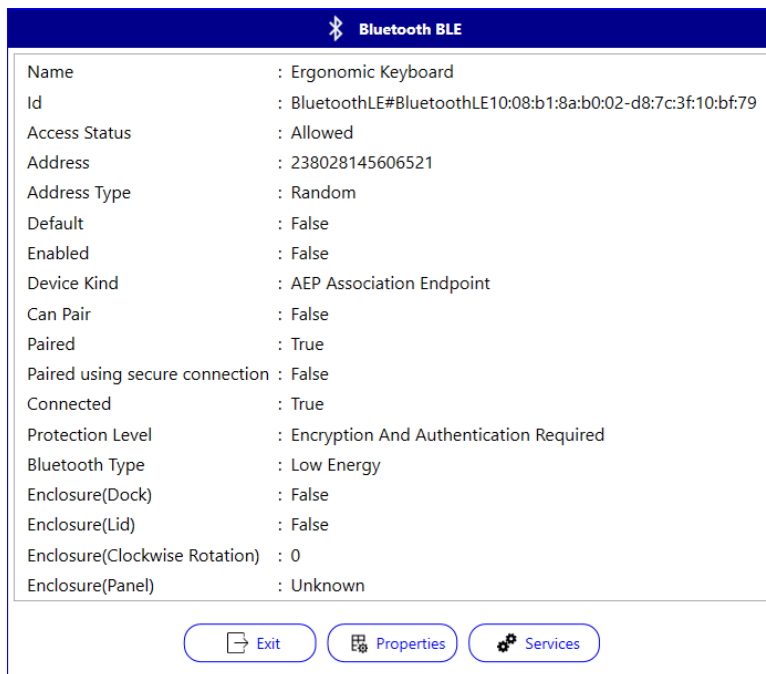 Bluetooth BLE
Name : Ergonomic Keyboard
Id : BluetoothLE#BluetoothLE10:08:b1:8a:b0:02-d8:7c:3f:10:bf:79
Access Status : Allowed
Address : 238028145606521
Address Type : Random
Default : False
Enabled : False
Device Kind : AEP Association Endpoint
Can Pair : False
Paired : True
Paired using secure connection : False
Connected : True
Protection Level : Encryption And Authentication Required
Bluetooth Type : Low Energy
Enclosure(Dock) : False
Enclosure(Lid) : False
Enclosure(Clockwise Rotation) : 0
Enclosure(Panel) : Unknown
Exit Properties Services